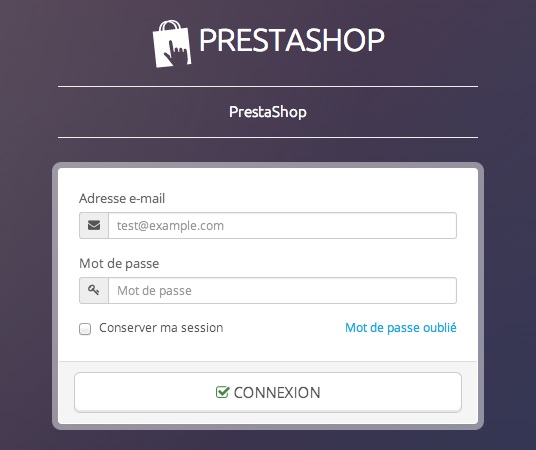 PRESTASHOP
PrestaShop
Adresse e-mail
test@example.com
Mot de passe
Mot de passe
Conserver ma session Mot de passe oublié
CONNEXION